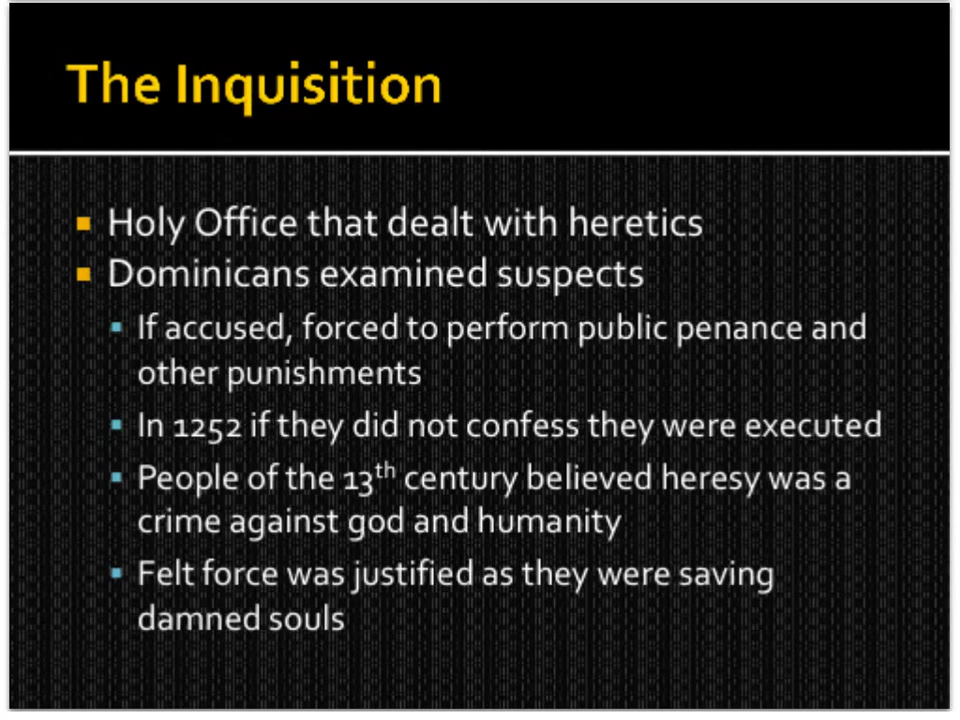 The Inquisition
Holy Office that dealt with heretics
Dominicans examined suspects
If accused, forced to perform public penance and
other punishments
In 1252 if they did not confess they were executed
People of the 13th century believed heresy was a
crime against god and humanity
Felt force was justified as they were saving
damned souls